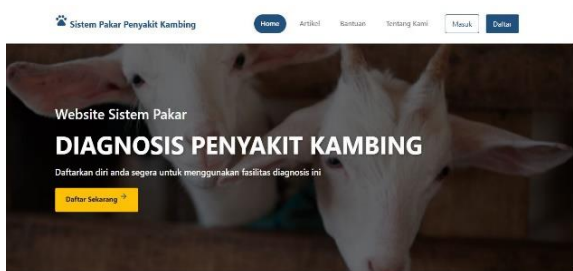 Sistem Pakar Penyakit Kambing
Home
Artikel
Bantuan
Tentang Kami
Masuk
Daftar
Website Sistem Pakar
DIAGNOSIS PENYAKIT KAMBING
Daftarkan diri anda segera untuk menggunakan fasilitas diagnosis ini
Daftar Sekarang →